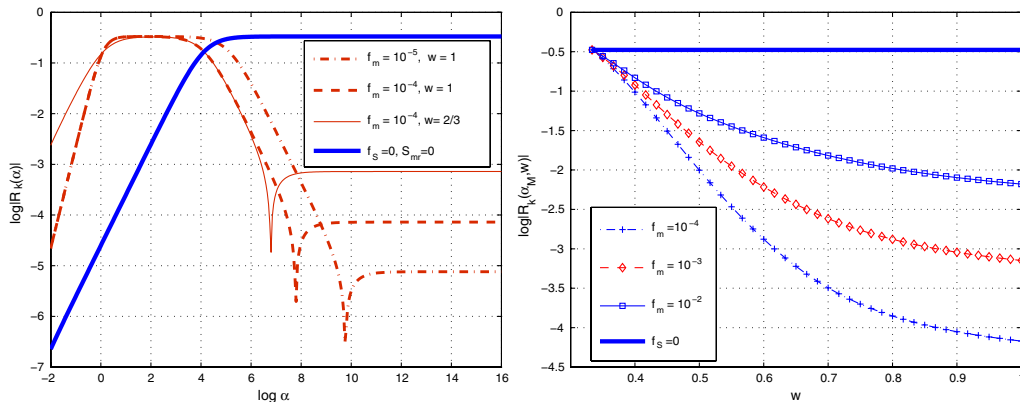 log|R_k(α)|
0
−1
−2
−3
−4
−5
−6
−7
−2
0
2
4
6
8
10
12
14
16
log α
f_m = 10^-5, w = 1
f_m = 10^-4, w = 1
f_m = 10^-4, w= 2/3
f_S =0, S_mr=0
log|R_k(α_M,w)|
0
−0.5
−1
−1.5
−2
−2.5
−3
−3.5
−4
−4.5
0.4
0.5
0.6
0.7
0.8
0.9
1
w
f_m = 10^-4
f_m = 10^-3
f_m = 10^-2
f_S =0